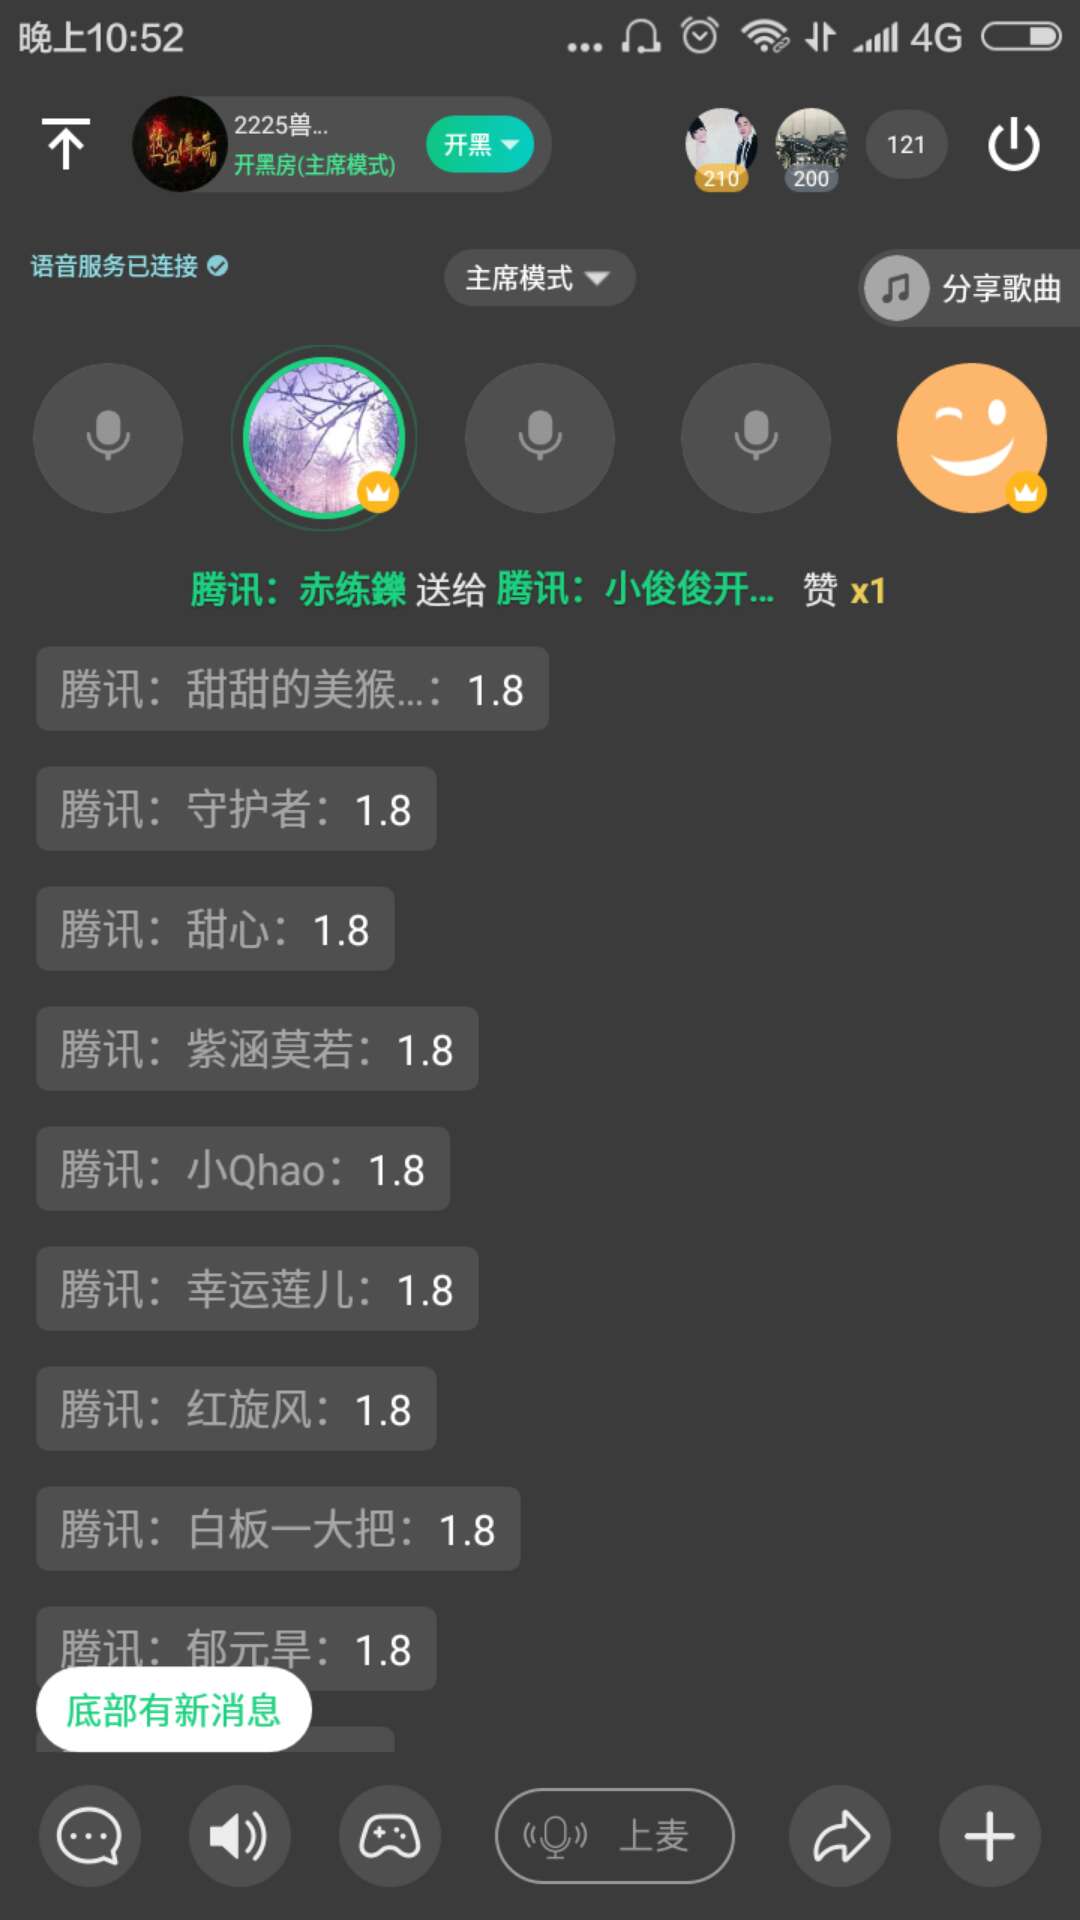 晚上10:52
4G
热血传奇
2225兽...
开黑房(主席模式)
开黑
210
200
121
语音服务已连接
主席模式
分享歌曲
腾讯：赤练鑠 送给 腾讯：小俊俊开... 赞 x1
腾讯：甜甜的美猴...：1.8
腾讯：守护者：1.8
腾讯：甜心：1.8
腾讯：紫涵莫若：1.8
腾讯：小Qhao：1.8
腾讯：幸运莲儿：1.8
腾讯：红旋风：1.8
腾讯：白板一大把：1.8
腾讯：郁元旱：1.8
底部有新消息
上麦